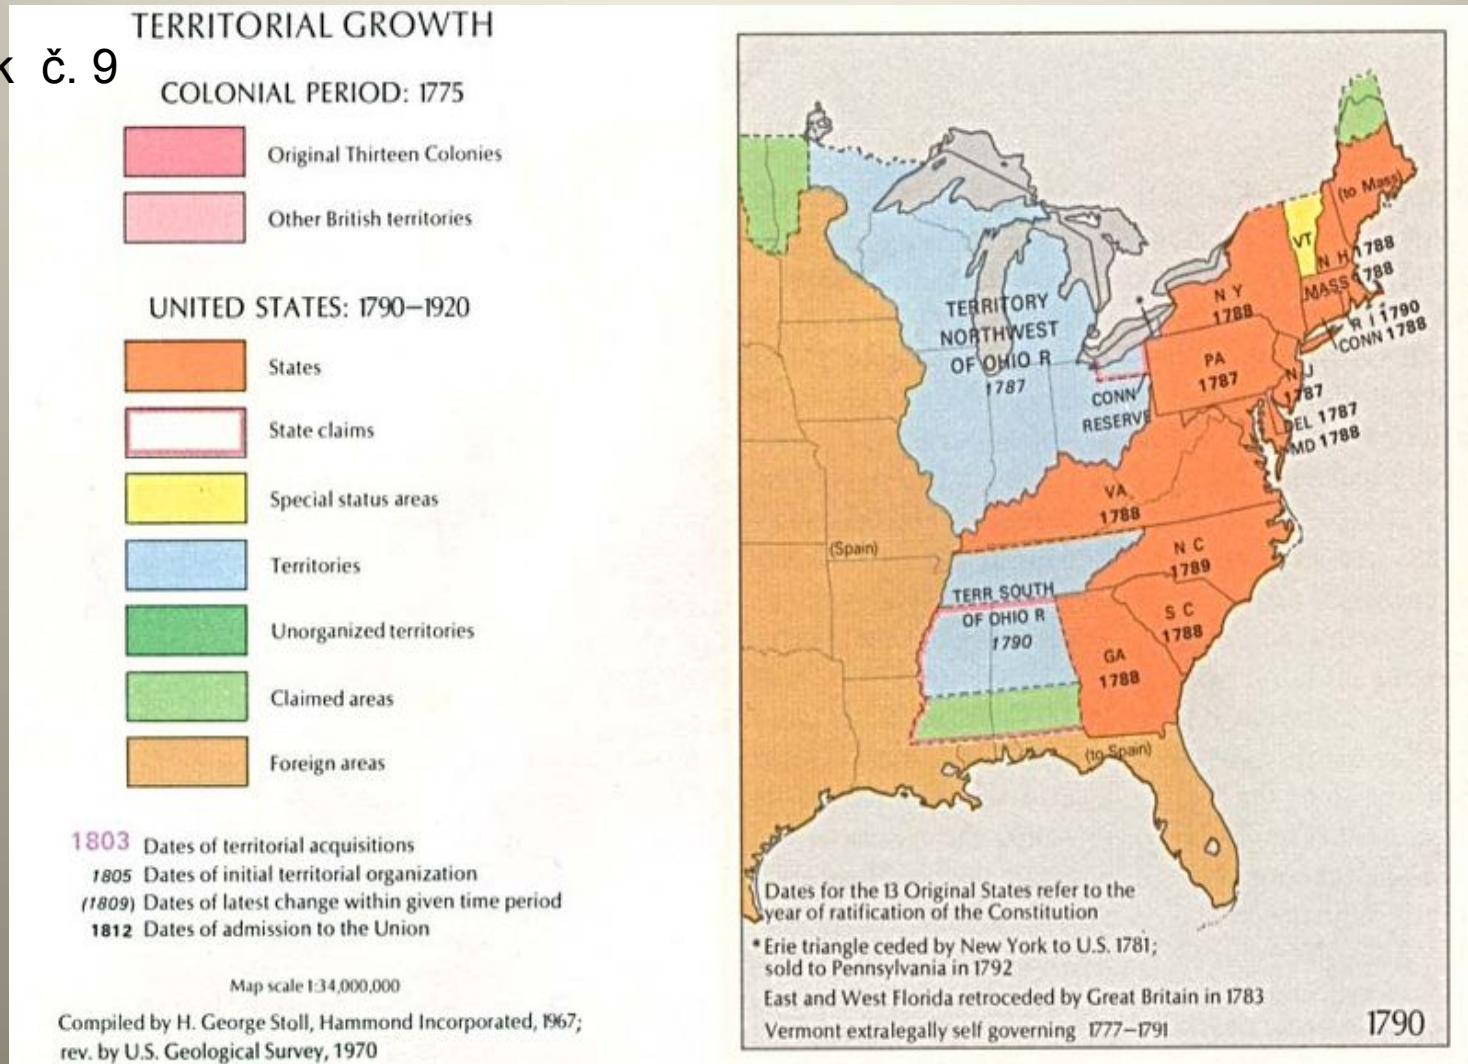 TERRITORIAL GROWTH
k č. 9
COLONIAL PERIOD: 1775
Original Thirteen Colonies
Other British territories
UNITED STATES: 1790–1920
States
State claims
Special status areas
Territories
Unorganized territories
Claimed areas
Foreign areas
1803 Dates of territorial acquisitions
1805 Dates of initial territorial organization
(1809) Dates of latest change within given time period
1812 Dates of admission to the Union
Map scale 1:34,000,000
Compiled by H. George Stoll, Hammond Incorporated, 1967;
rev. by U.S. Geological Survey, 1970
(to Mass)
VT
N H 1788
MASS 1788
N Y
1788
R I 1790
CONN 1788
TERRITORY
NORTHWEST
OF OHIO R
1787
PA
1787
N J
1787
CONN
RESERVE
DEL 1787
MD 1788
VA
1788
(Spain)
N C
1789
TERR SOUTH
OF OHIO R
1790
S C
1788
GA
1788
(to Spain)
Dates for the 13 Original States refer to the
year of ratification of the Constitution
*Erie triangle ceded by New York to U.S. 1781;
sold to Pennsylvania in 1792
East and West Florida retroceded by Great Britain in 1783
Vermont extralegally self governing 1777–1791
1790